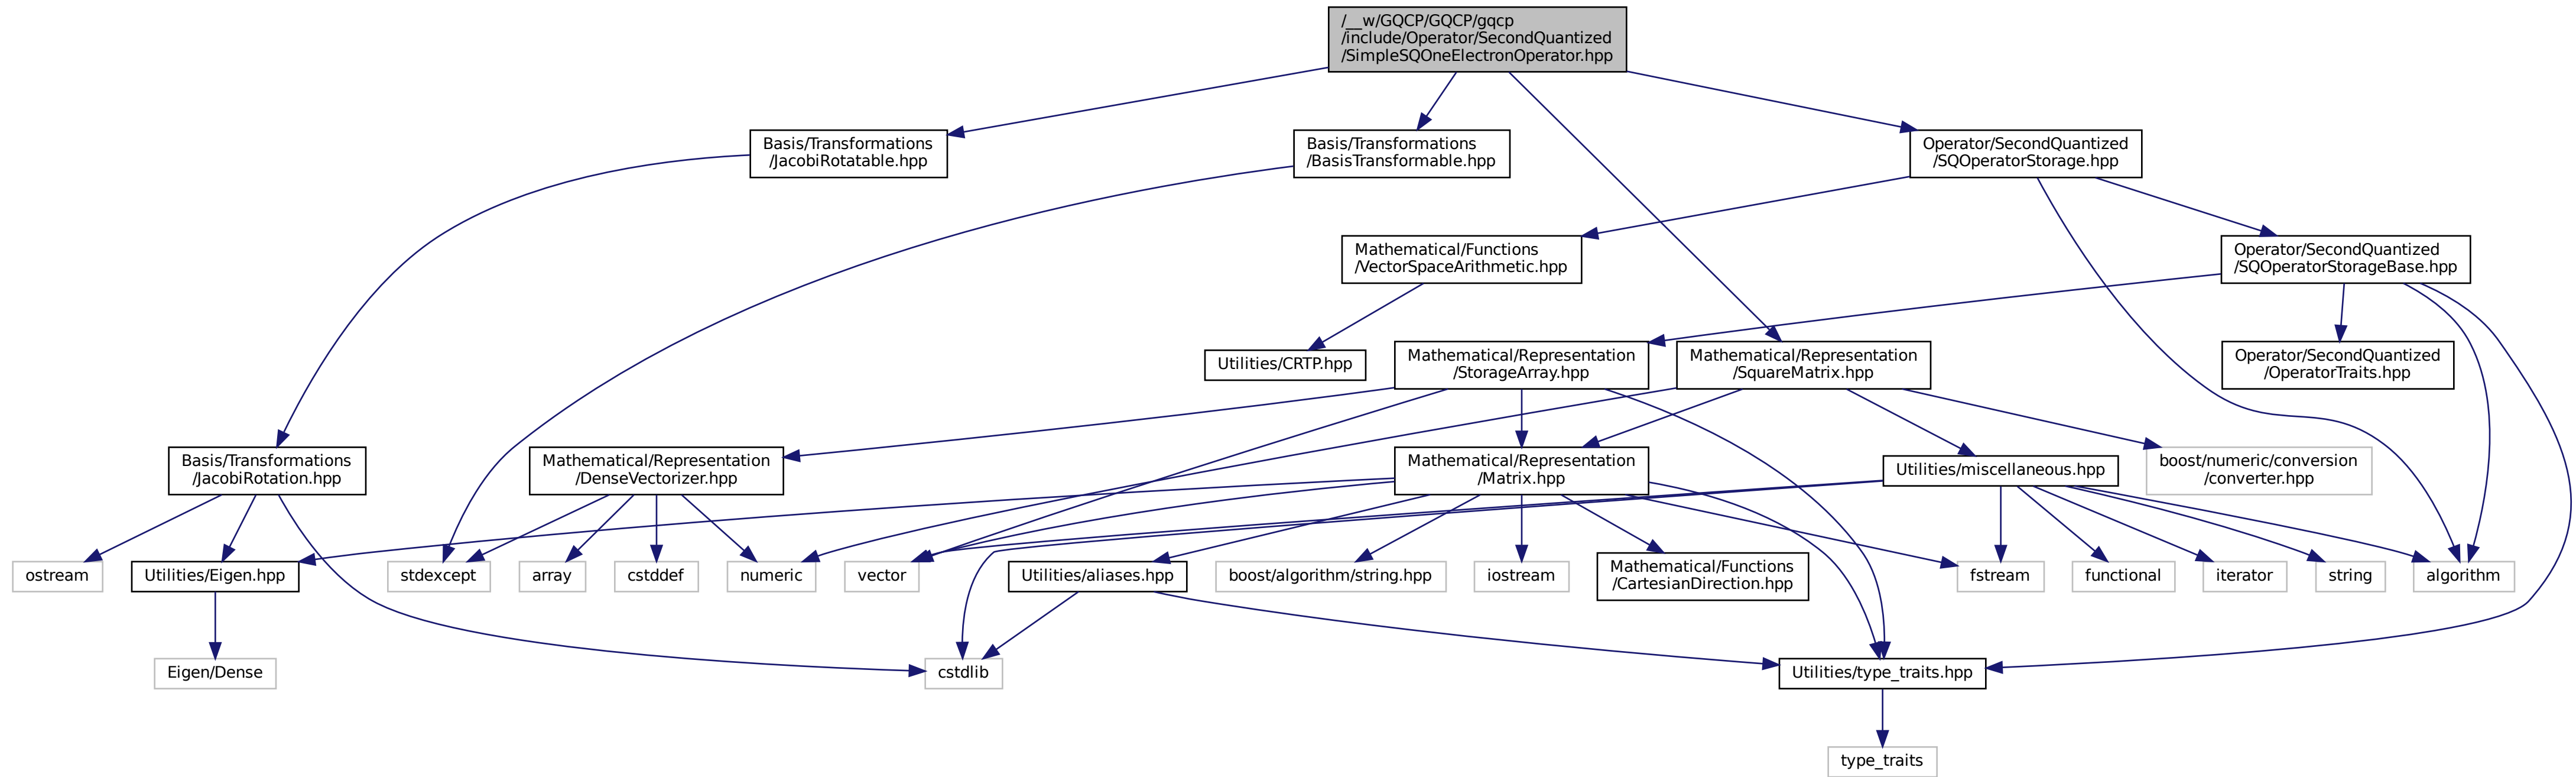 /__w/GQCP/GQCP/gqcp
/include/Operator/SecondQuantized
/SimpleSQOneElectronOperator.hpp
Basis/Transformations
/JacobiRotatable.hpp
Basis/Transformations
/BasisTransformable.hpp
Operator/SecondQuantized
/SQOperatorStorage.hpp
Mathematical/Functions
/VectorSpaceArithmetic.hpp
Operator/SecondQuantized
/SQOperatorStorageBase.hpp
Utilities/CRTP.hpp
Mathematical/Representation
/StorageArray.hpp
Mathematical/Representation
/SquareMatrix.hpp
Operator/SecondQuantized
/OperatorTraits.hpp
Basis/Transformations
/JacobiRotation.hpp
Mathematical/Representation
/DenseVectorizer.hpp
Mathematical/Representation
/Matrix.hpp
Utilities/miscellaneous.hpp
boost/numeric/conversion
/converter.hpp
ostream
Utilities/Eigen.hpp
stdexcept
array
cstddef
numeric
vector
Utilities/aliases.hpp
boost/algorithm/string.hpp
iostream
Mathematical/Functions
/CartesianDirection.hpp
fstream
functional
iterator
string
algorithm
Eigen/Dense
cstdlib
Utilities/type_traits.hpp
type_traits